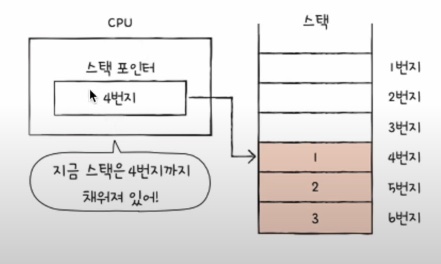 CPU
스택
스택 포인터
4번지
지금 스택은 4번지까지
채워져 있어!
1번지
2번지
3번지
1 4번지
2 5번지
3 6번지